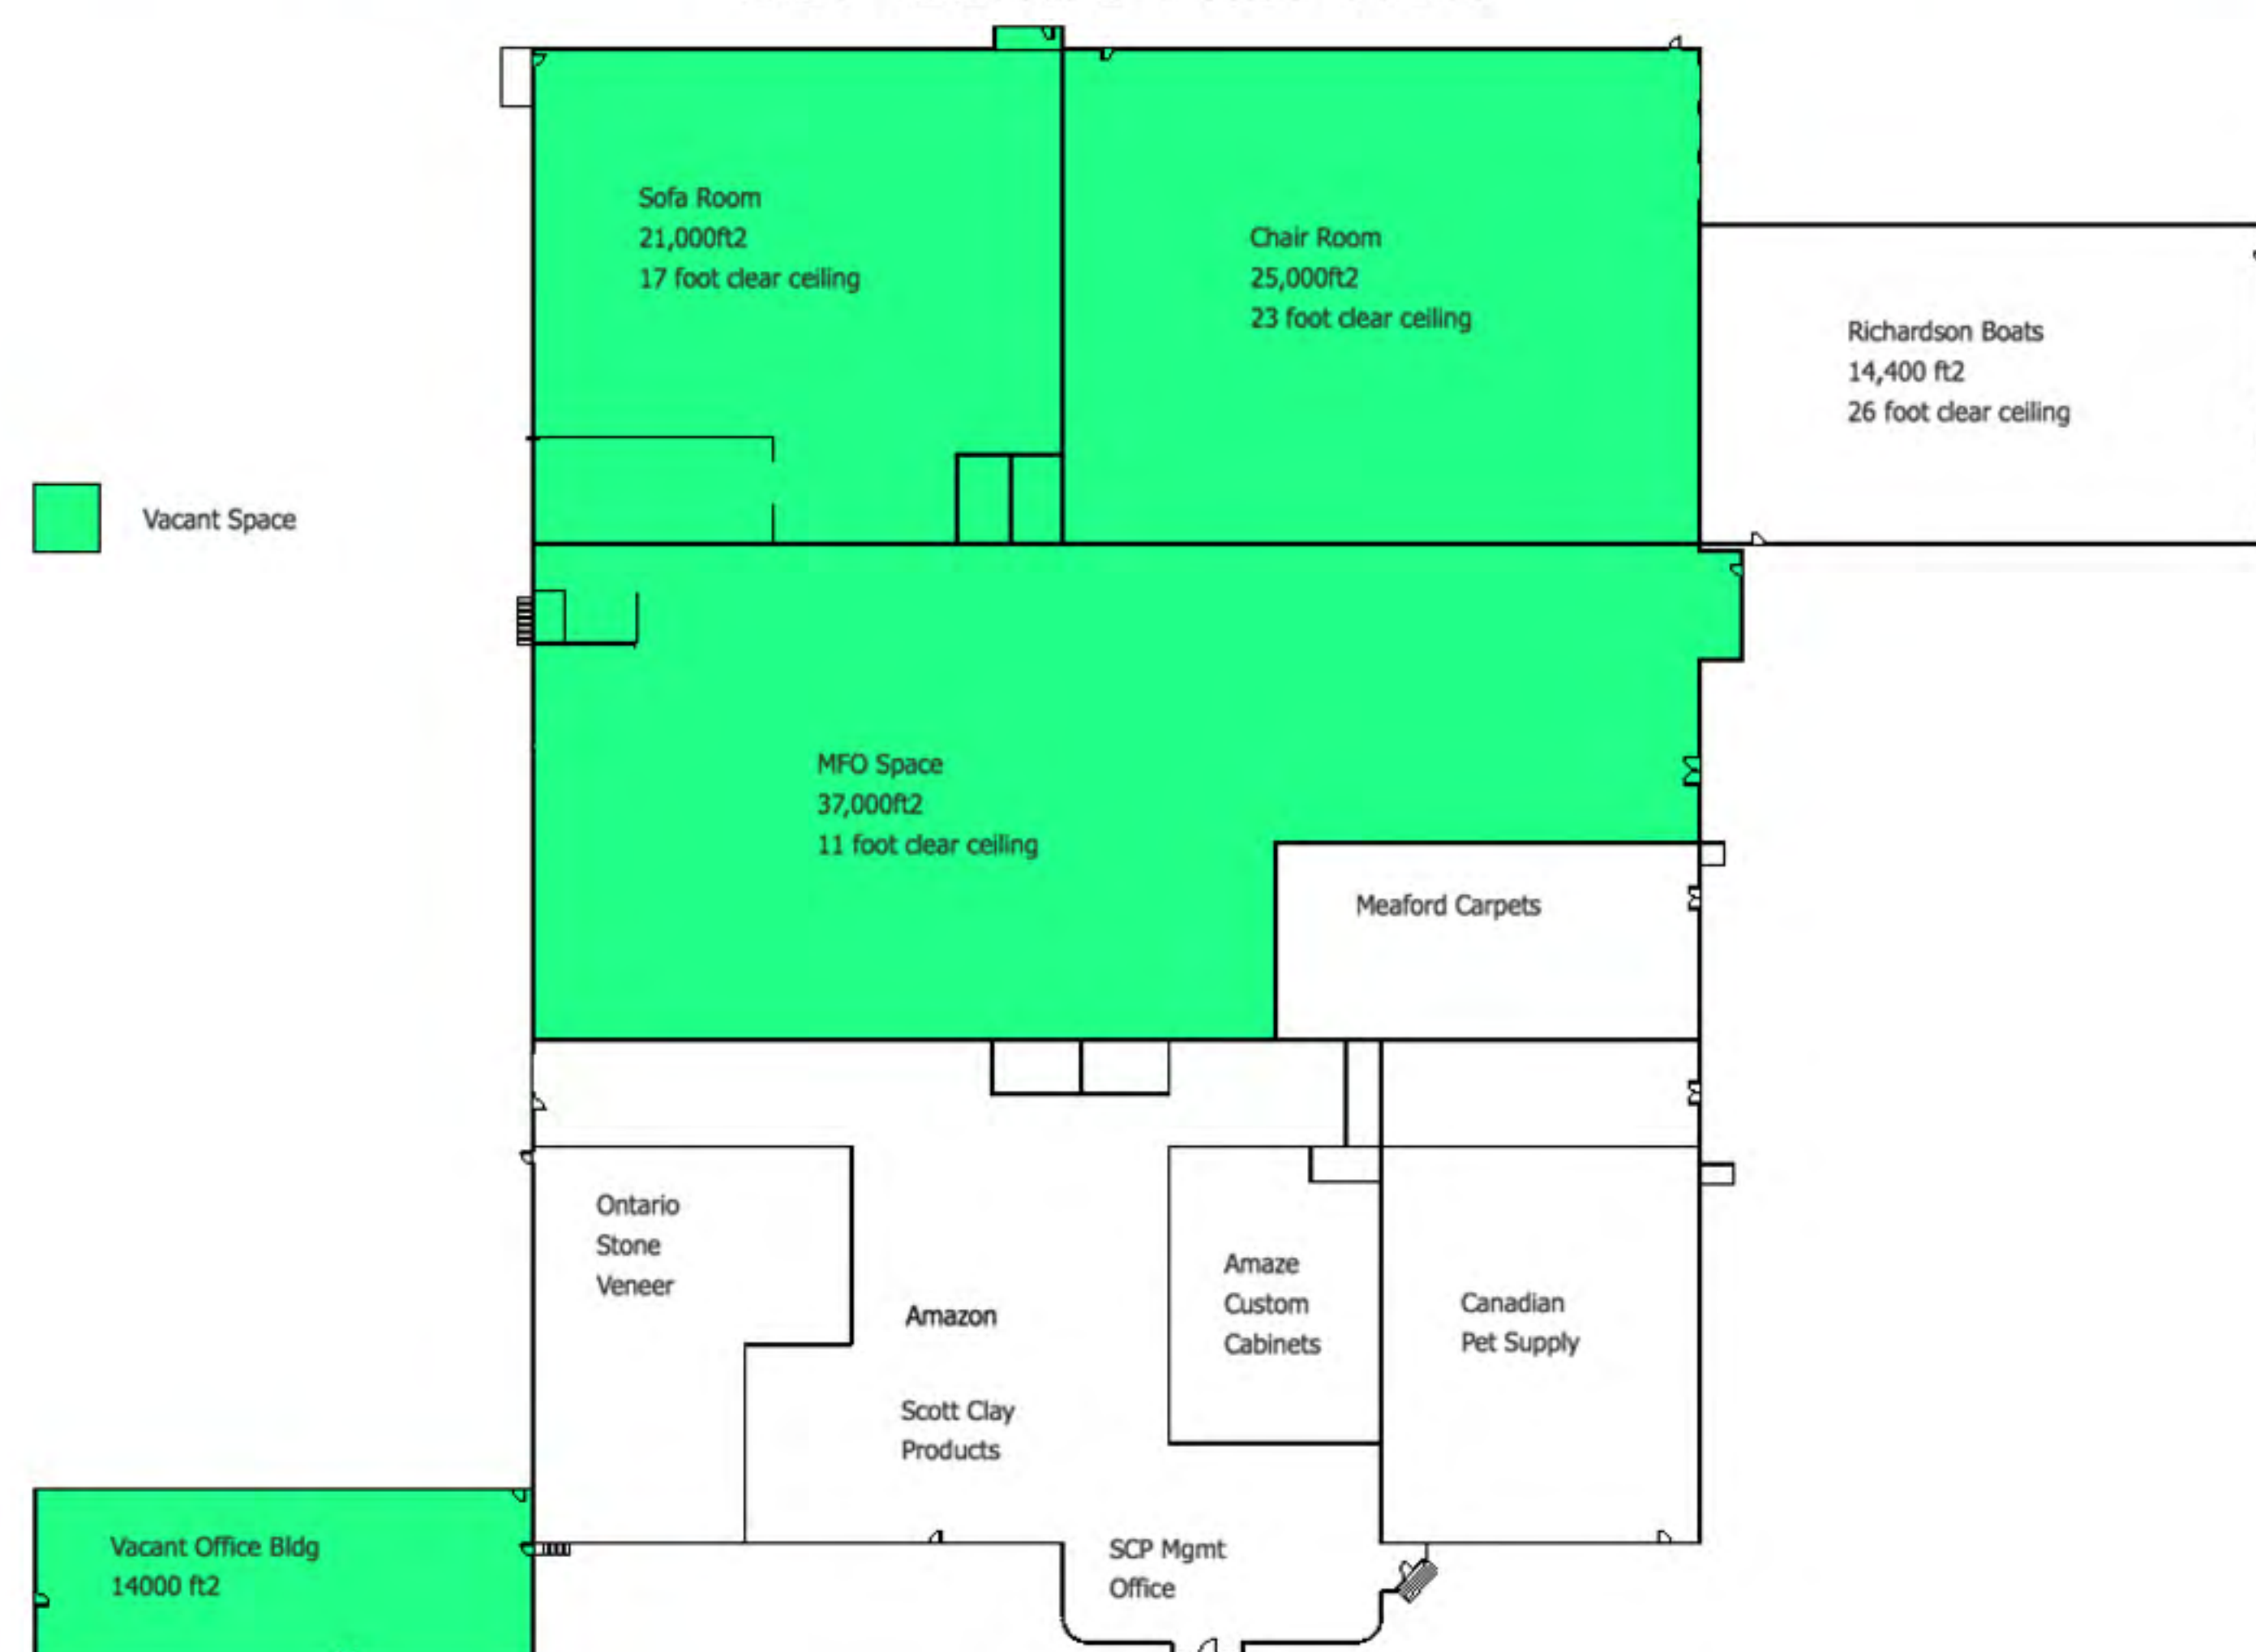 Sofa Room
21,000ft2
17 foot clear ceiling
Chair Room
25,000ft2
23 foot clear ceiling
Richardson Boats
14,400 ft2
26 foot clear ceiling
Vacant Space
MFO Space
37,000ft2
11 foot clear ceiling
Meaford Carpets
Ontario
Stone
Veneer
Amazon
Scott Clay
Products
Amaze
Custom
Cabinets
Canadian
Pet Supply
Vacant Office Bldg
14000 ft2
SCP Mgmt
Office